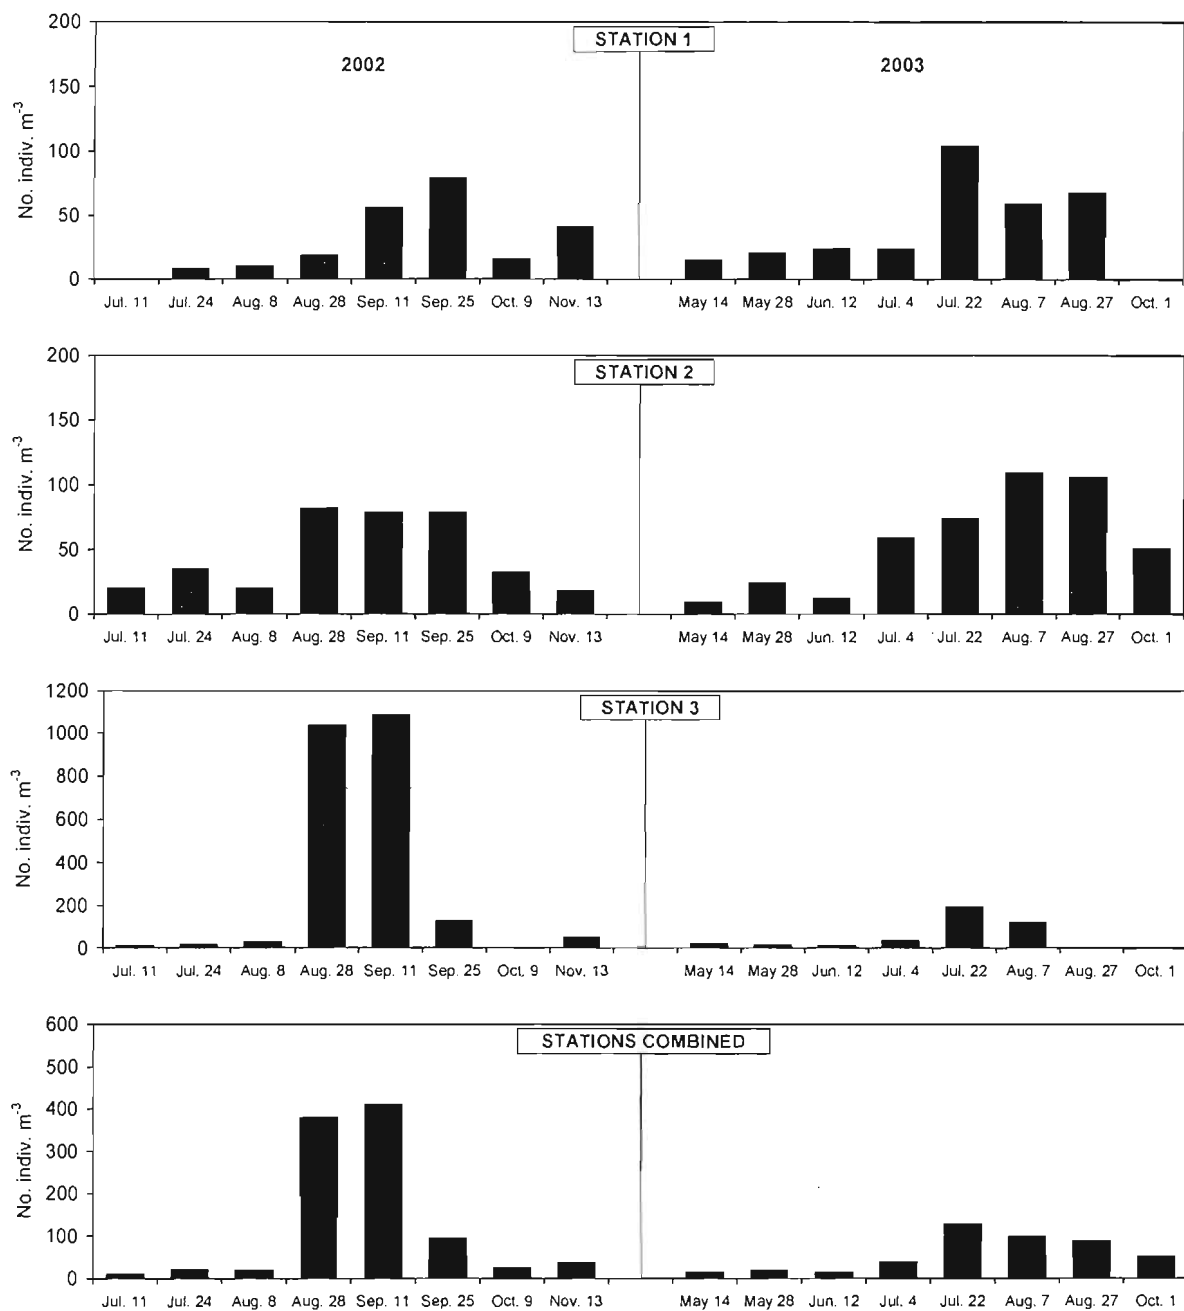 STATION 1
2002 2003
No. indiv. m-3
200
150
100
50
0
Jul. 11 Jul. 24 Aug. 8 Aug. 28 Sep. 11 Sep. 25 Oct. 9 Nov. 13 May 14 May 28 Jun. 12 Jul. 4 Jul. 22 Aug. 7 Aug. 27 Oct. 1
STATION 2
No. indiv. m-3
200
150
100
50
0
Jul. 11 Jul. 24 Aug. 8 Aug. 28 Sep. 11 Sep. 25 Oct. 9 Nov. 13 May 14 May 28 Jun. 12 Jul. 4 Jul. 22 Aug. 7 Aug. 27 Oct. 1
STATION 3
No. indiv. m-3
1200
1000
800
600
400
200
0
Jul. 11 Jul. 24 Aug. 8 Aug. 28 Sep. 11 Sep. 25 Oct. 9 Nov. 13 May 14 May 28 Jun. 12 Jul. 4 Jul. 22 Aug. 7 Aug. 27 Oct. 1
STATIONS COMBINED
No. indiv. m-3
600
500
400
300
200
100
0
Jul. 11 Jul. 24 Aug. 8 Aug. 28 Sep. 11 Sep. 25 Oct. 9 Nov. 13 May 14 May 28 Jun. 12 Jul. 4 Jul. 22 Aug. 7 Aug. 27 Oct. 1